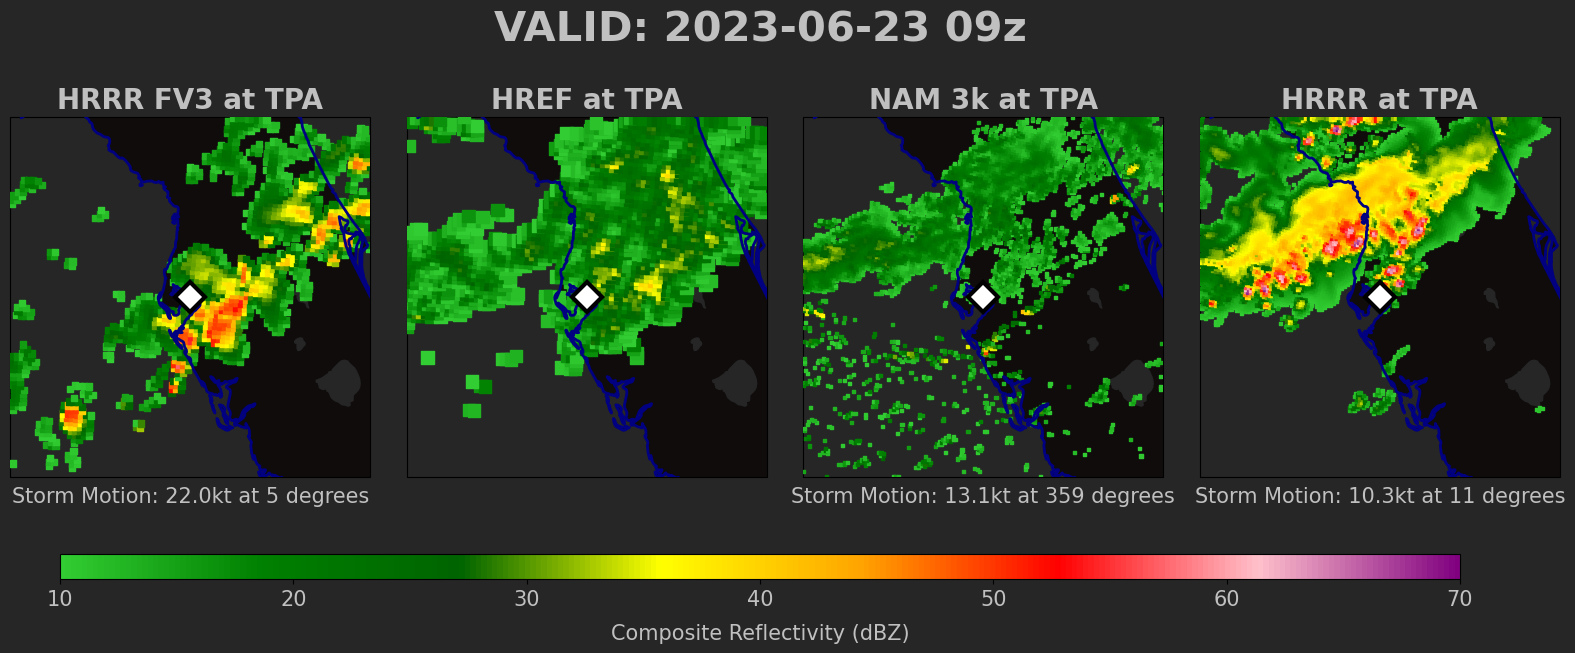 VALID: 2023-06-23 09z
HRRR FV3 at TPA
HREF at TPA
NAM 3k at TPA
HRRR at TPA
Storm Motion: 22.0kt at 5 degrees
Storm Motion: 13.1kt at 359 degrees
Storm Motion: 10.3kt at 11 degrees
10 20 30 40 50 60 70
Composite Reflectivity (dBZ)